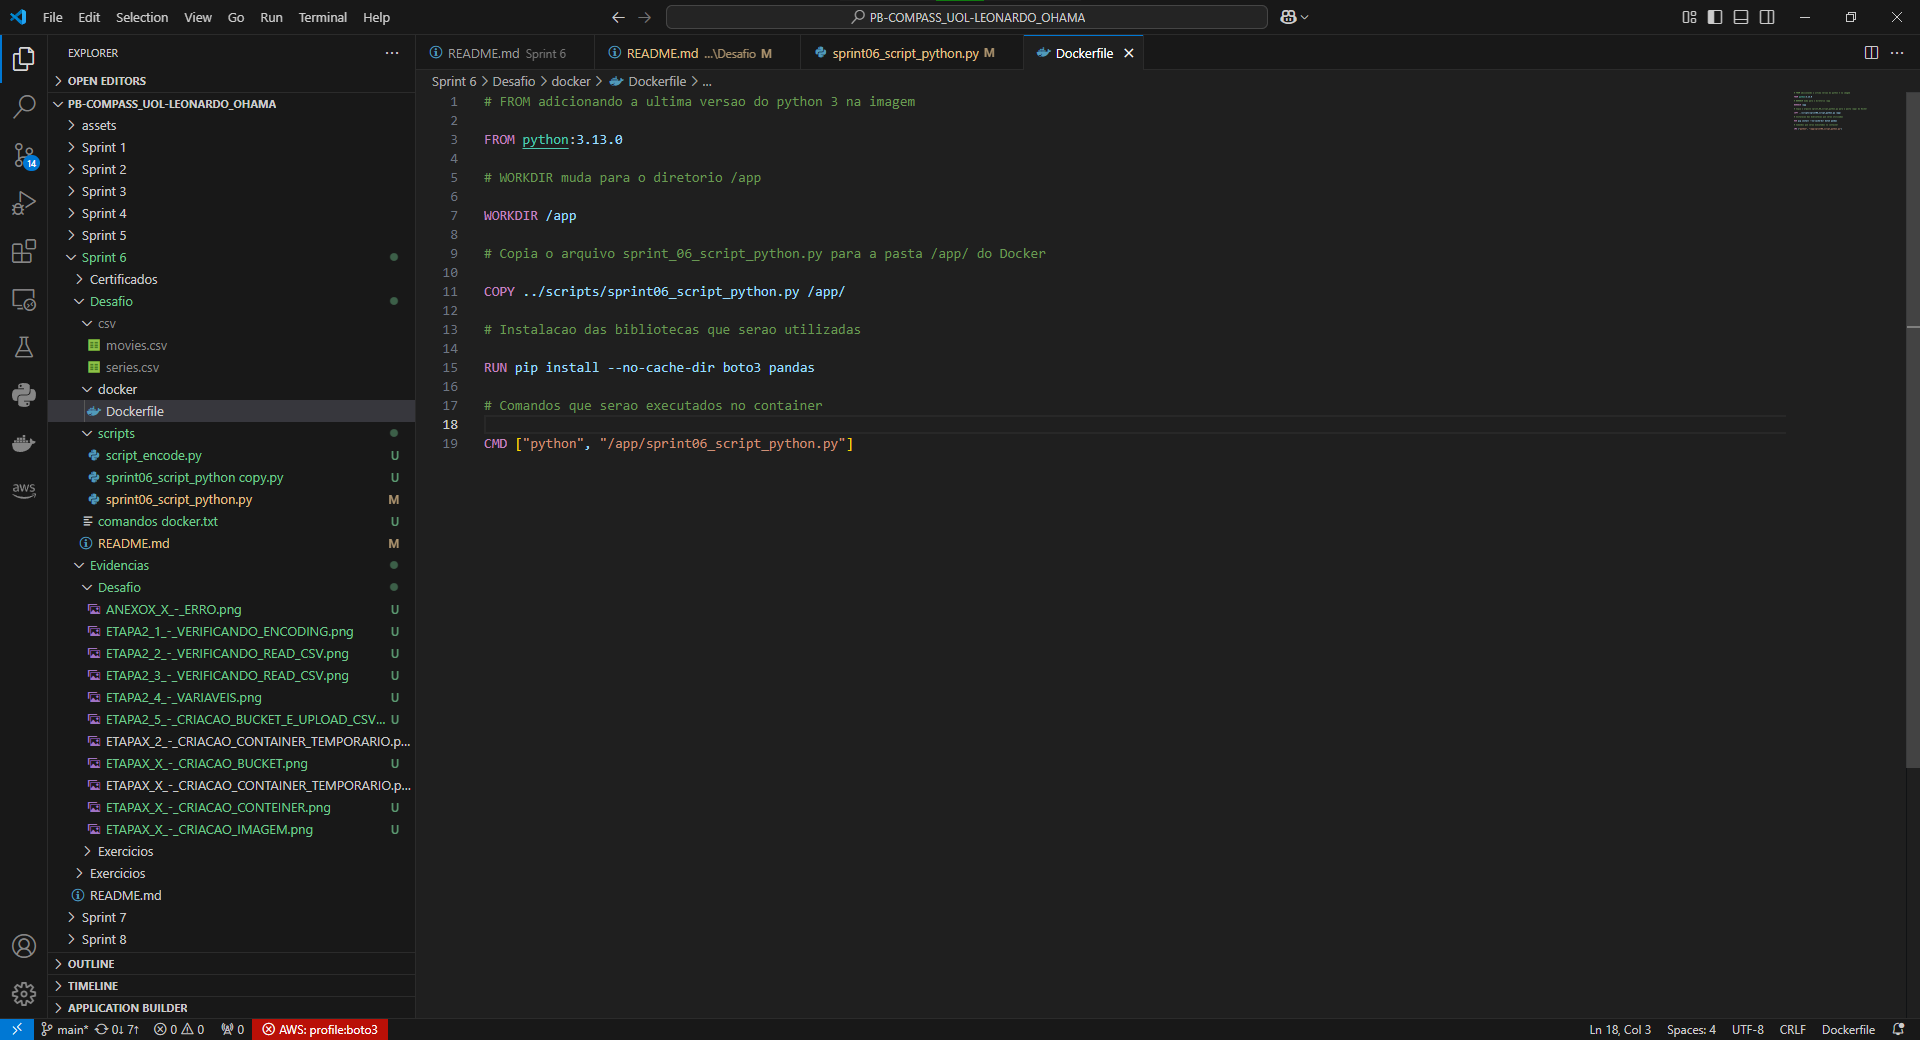 File Edit Selection View Go Run Terminal Help
PB-COMPASS_UOL-LEONARDO_OHAMA
EXPLORER
OPEN EDITORS
PB-COMPASS_UOL-LEONARDO_OHAMA
assets
Sprint 1
Sprint 2
Sprint 3
Sprint 4
Sprint 5
Sprint 6
Certificados
Desafio
csv
movies.csv
series.csv
docker
Dockerfile
scripts
script_encode.py U
sprint06_script_python copy.py U
sprint06_script_python.py M
comandos docker.txt U
README.md M
Evidencias
Desafio
ANEXOX_X_-_ERRO.png U
ETAPA2_1_-_VERIFICANDO_ENCODING.png U
ETAPA2_2_-_VERIFICANDO_READ_CSV.png U
ETAPA2_3_-_VERIFICANDO_READ_CSV.png U
ETAPA2_4_-_VARIAVEIS.png U
ETAPA2_5_-_CRIACAO_BUCKET_E_UPLOAD_CSV... U
ETAPAX_2_-_CRIACAO_CONTAINER_TEMPORARIO.p...
ETAPAX_X_-_CRIACAO_BUCKET.png U
ETAPAX_X_-_CRIACAO_CONTAINER_TEMPORARIO.p...
ETAPAX_X_-_CRIACAO_CONTEINER.png U
ETAPAX_X_-_CRIACAO_IMAGEM.png U
Exercicios
Exercicios
README.md
Sprint 7
Sprint 8
OUTLINE
TIMELINE
APPLICATION BUILDER
14
aws
README.md Sprint 6
README.md ...\Desafio M
sprint06_script_python.py M
Dockerfile
Sprint 6 > Desafio > docker > Dockerfile > ...
1 # FROM adicionando a ultima versao do python 3 na imagem
2
3 FROM python:3.13.0
4
5 # WORKDIR muda para o diretorio /app
6
7 WORKDIR /app
8
9 # Copia o arquivo sprint_06_script_python.py para a pasta /app/ do Docker
10
11 COPY ../scripts/sprint06_script_python.py /app/
12
13 # Instalacao das bibliotecas que serao utilizadas
14
15 RUN pip install --no-cache-dir boto3 pandas
16
17 # Comandos que serao executados no container
18
19 CMD ["python", "/app/sprint06_script_python.py"]
main* 0↓ 7↑ 0 0 0 AWS: profile:boto3
Ln 18, Col 3 Spaces: 4 UTF-8 CRLF Dockerfile